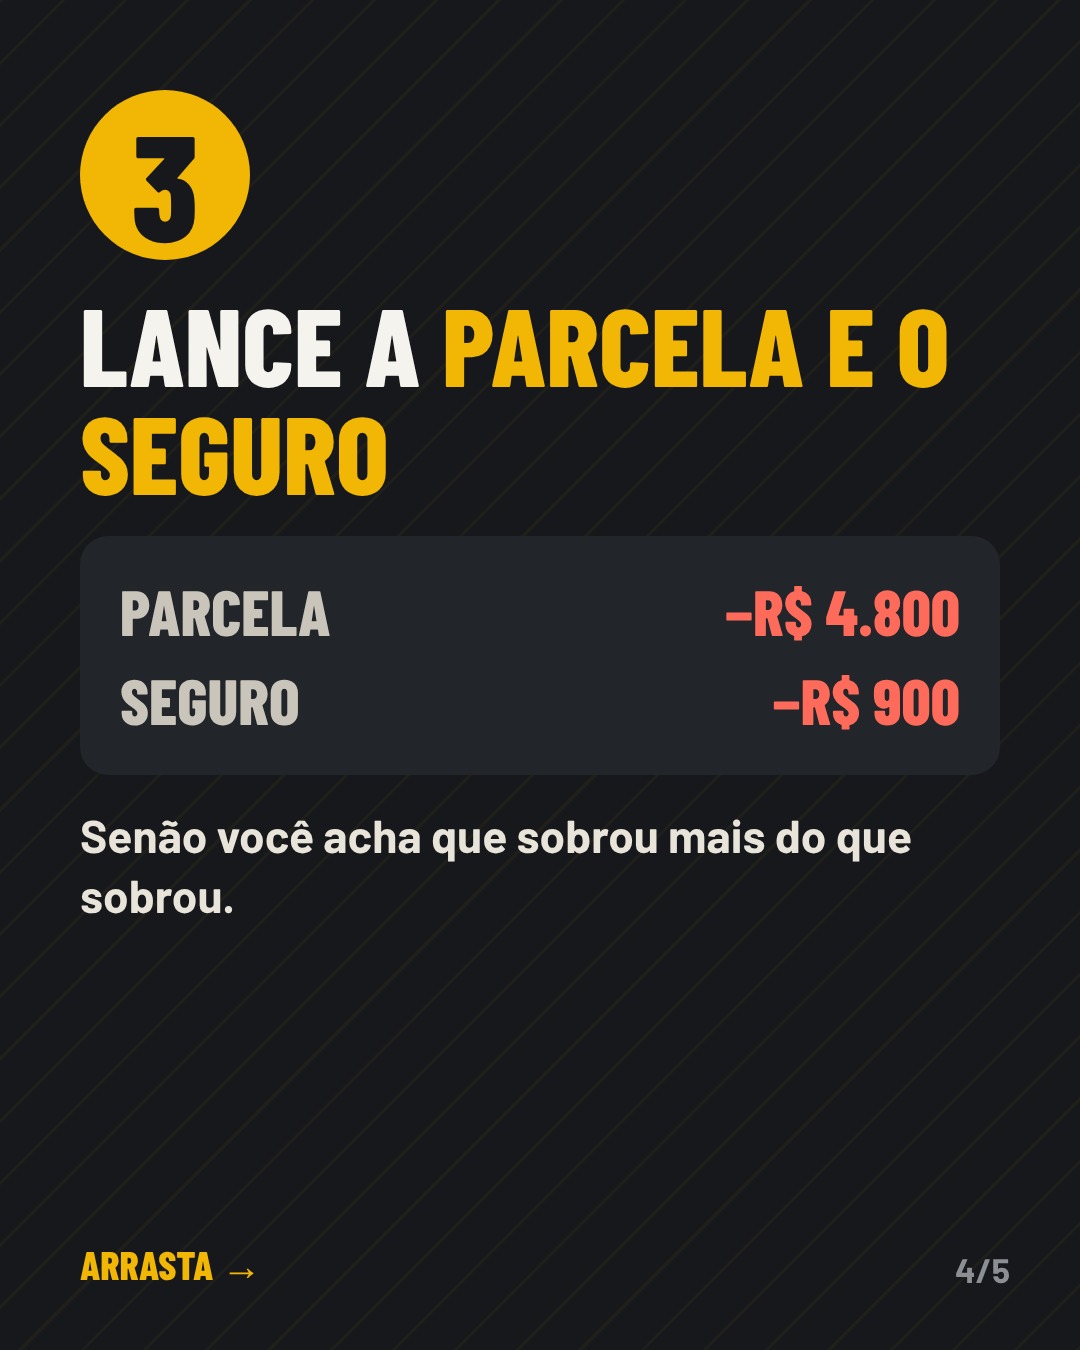 3
LANCE A PARCELA E O
SEGURO
PARCELA –R$ 4.800
SEGURO –R$ 900
Senão você acha que sobrou mais do que
sobrou.
ARRASTA →
4/5